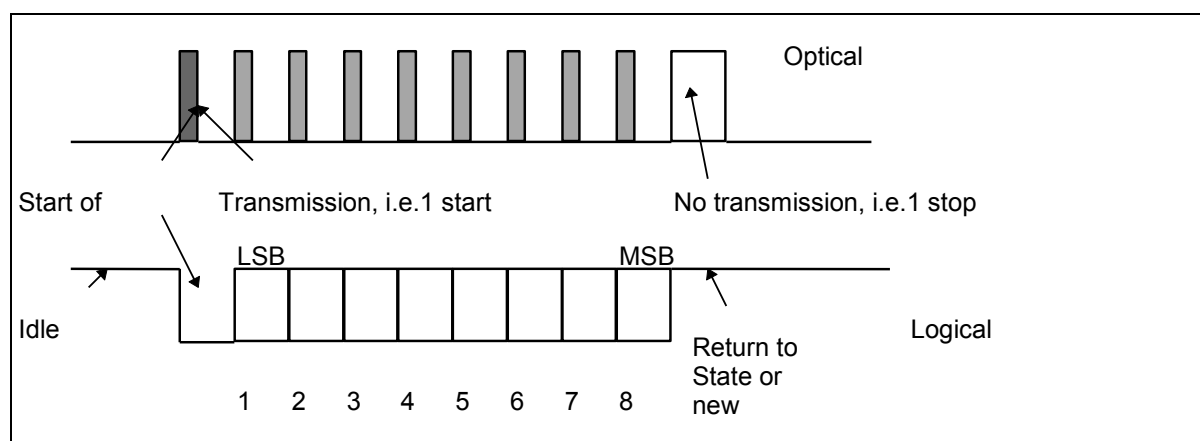 Optical
Start of
Transmission, i.e.1 start
No transmission, i.e.1 stop
LSB
MSB
Idle
Return to
State or
new
Logical
1 2 3 4 5 6 7 8